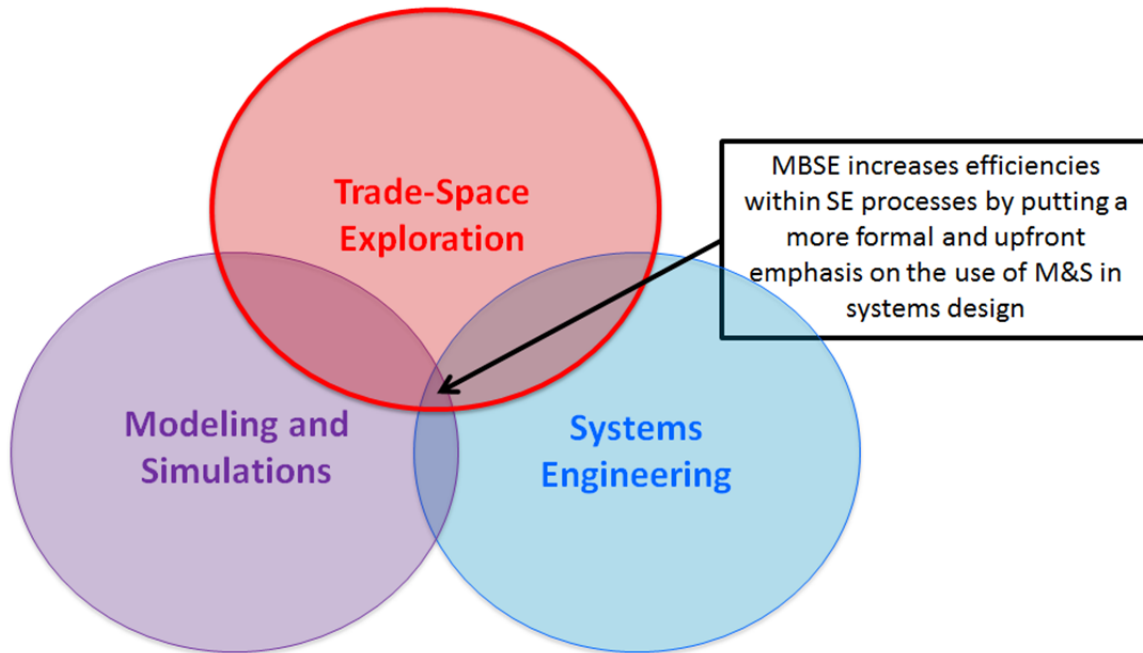 Trade-Space
Exploration
MBSE increases efficiencies
within SE processes by putting a
more formal and upfront
emphasis on the use of M&S in
systems design
Modeling and
Simulations
Systems
Engineering